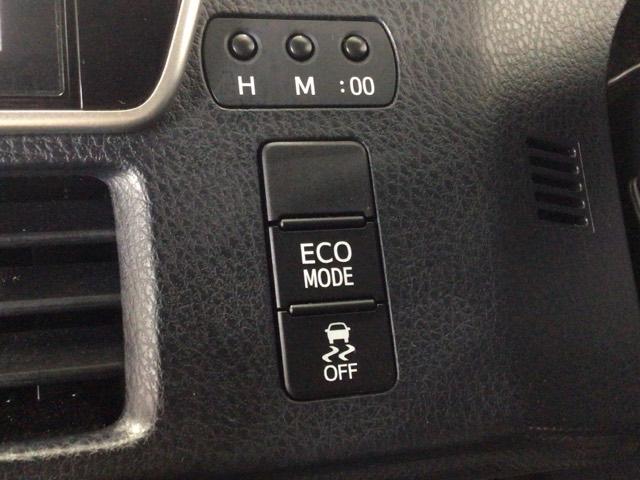 H M :00
ECO
MODE
OFF